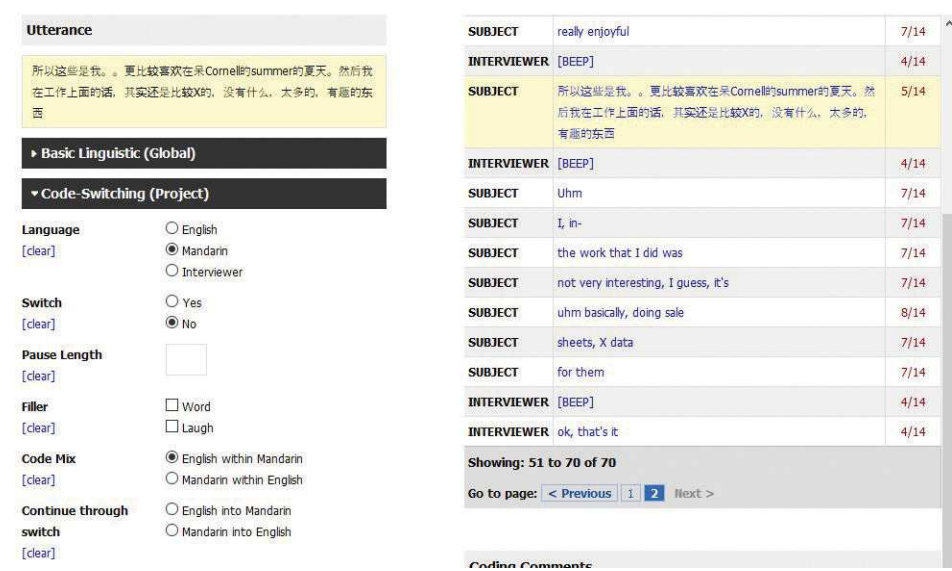 Utterance
所以这些是我。。更比较喜欢在呆Cornell的summer的夏天。然后我
在工作上面的话, 其实还是比较X的, 没有什么, 太多的, 有趣的东
西
Basic Linguistic (Global)
Code-Switching (Project)
Language
[clear]
English
Mandarin
Interviewer
Switch
[clear]
Yes
No
Pause Length
[clear]
Filler
[clear]
Word
Laugh
Code Mix
[clear]
English within Mandarin
Mandarin within English
Continue through
switch
[clear]
English into Mandarin
Mandarin into English
SUBJECT really enjoyful 7/14
INTERVIEWER [BEEP] 4/14
SUBJECT 所以这些是我。。更比较喜欢在呆Cornell的summer的夏天。然 5/14
后我在工作上面的话, 其实还是比较X的, 没有什么, 太多的,
有趣的东西
INTERVIEWER [BEEP] 4/14
SUBJECT Uhm 7/14
SUBJECT I, in- 7/14
SUBJECT the work that I did was 7/14
SUBJECT not very interesting, I guess, it's 7/14
SUBJECT uhm basically, doing sale 8/14
SUBJECT sheets, X data 7/14
SUBJECT for them 7/14
INTERVIEWER [BEEP] 4/14
INTERVIEWER ok, that's it 4/14
Showing: 51 to 70 of 70
Go to page: < Previous 1 2 Next >
Coding Comments